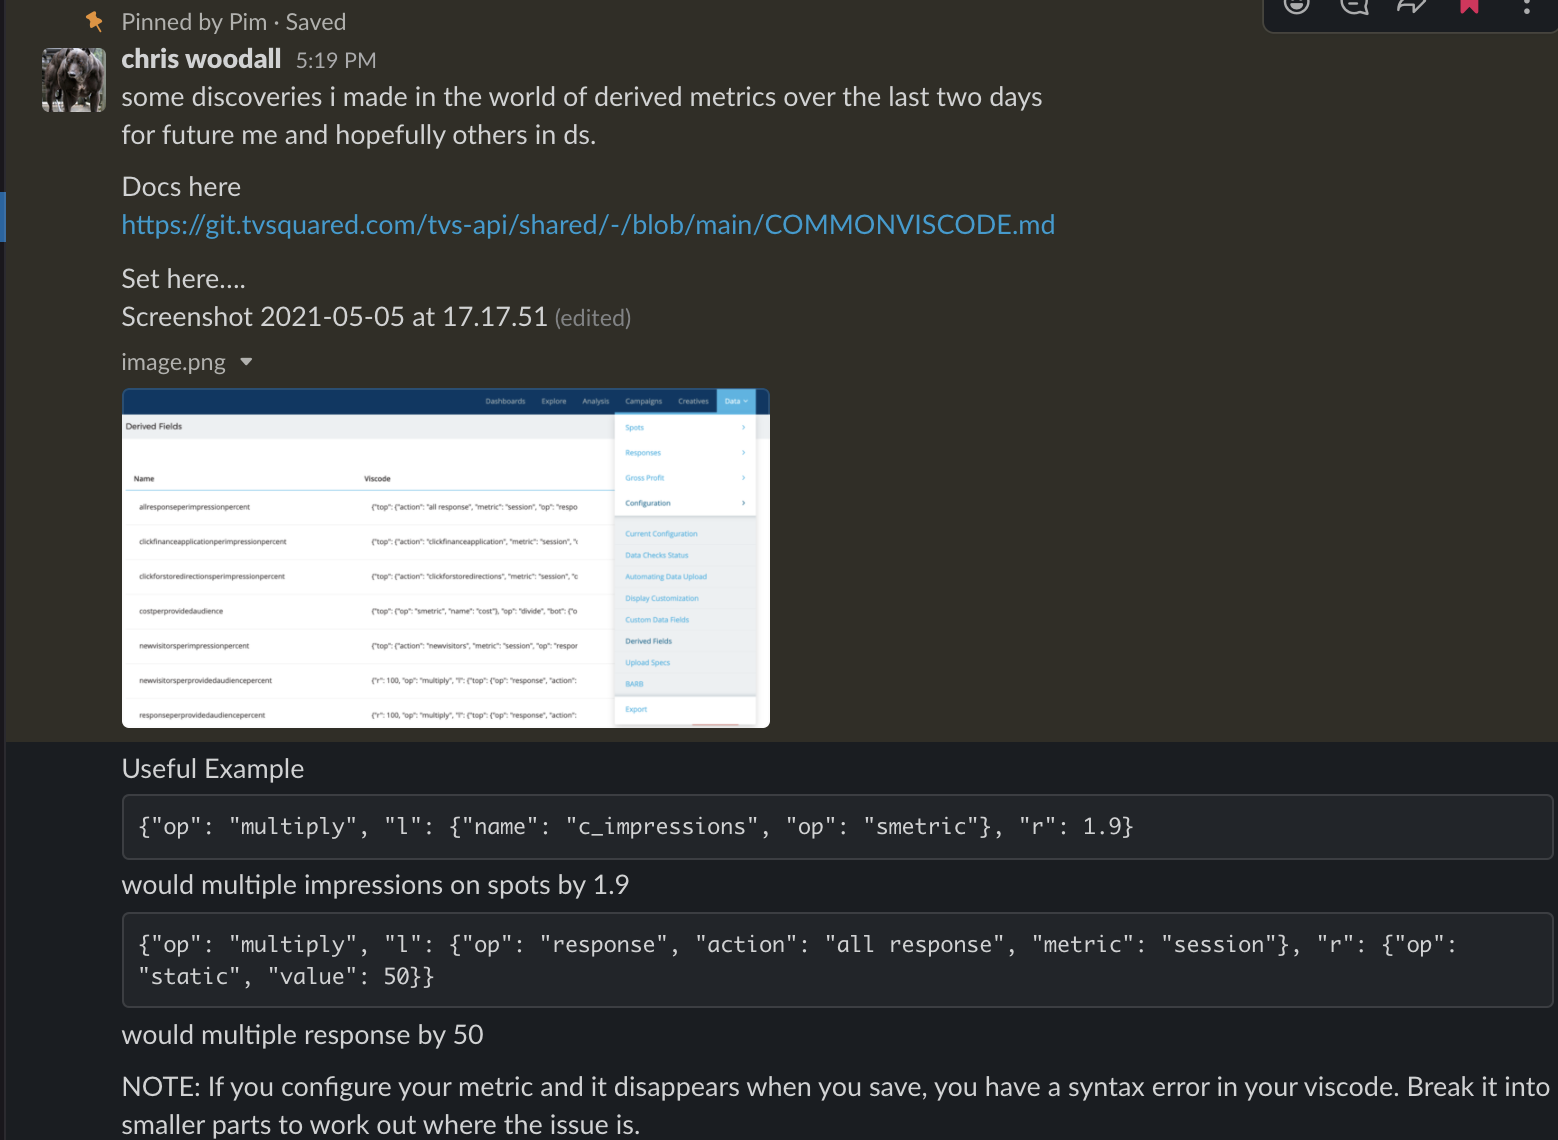 Pinned by Pim · Saved
chris woodall 5:19 PM
some discoveries i made in the world of derived metrics over the last two days
for future me and hopefully others in ds.
Docs here
https://git.tvsquared.com/tvs-api/shared/-/blob/main/COMMONVISCODE.md
Set here....
Screenshot 2021-05-05 at 17.17.51 (edited)
image.png
Dashboards Explore Analysis Campaigns Creatives Data
Derived Fields
Spots
Responses
Gross Profit
Configuration
Current Configuration
Data Checks Status
Automating Data Upload
Display Customization
Custom Data Fields
Derived Fields
Upload Specs
BARB
Export
Name Viscode
allresponseperimpressionpercent {"top": {"action": "all response", "metric": "session", "op": "respo
clickfinanceapplicationperimpressionpercent {"top": {"action": "clickfinanceapplication", "metric": "session", "
clickforstoredirectionsperimpressionpercent {"top": {"action": "clickforstoredirections", "metric": "session", "c
costperprovidedaudience {"top": {"op": "smetric", "name": "cost"}, "op": "divide", "bot": {"o
newvisitorsperimpressionpercent {"top": {"action": "newvisitors", "metric": "session", "op": "respor
newvisitorsperprovidedaudiencepercent {"r": 100, "op": "multiply", "l": {"top": {"op": "response", "action":
responseperprovidedaudiencepercent {"r": 100, "op": "multiply", "l": {"top": {"op": "response", "action":
Useful Example
{"op": "multiply", "l": {"name": "c_impressions", "op": "smetric"}, "r": 1.9}
would multiple impressions on spots by 1.9
{"op": "multiply", "l": {"op": "response", "action": "all response", "metric": "session"}, "r": {"op":
"static", "value": 50}}
would multiple response by 50
NOTE: If you configure your metric and it disappears when you save, you have a syntax error in your viscode. Break it into
smaller parts to work out where the issue is.